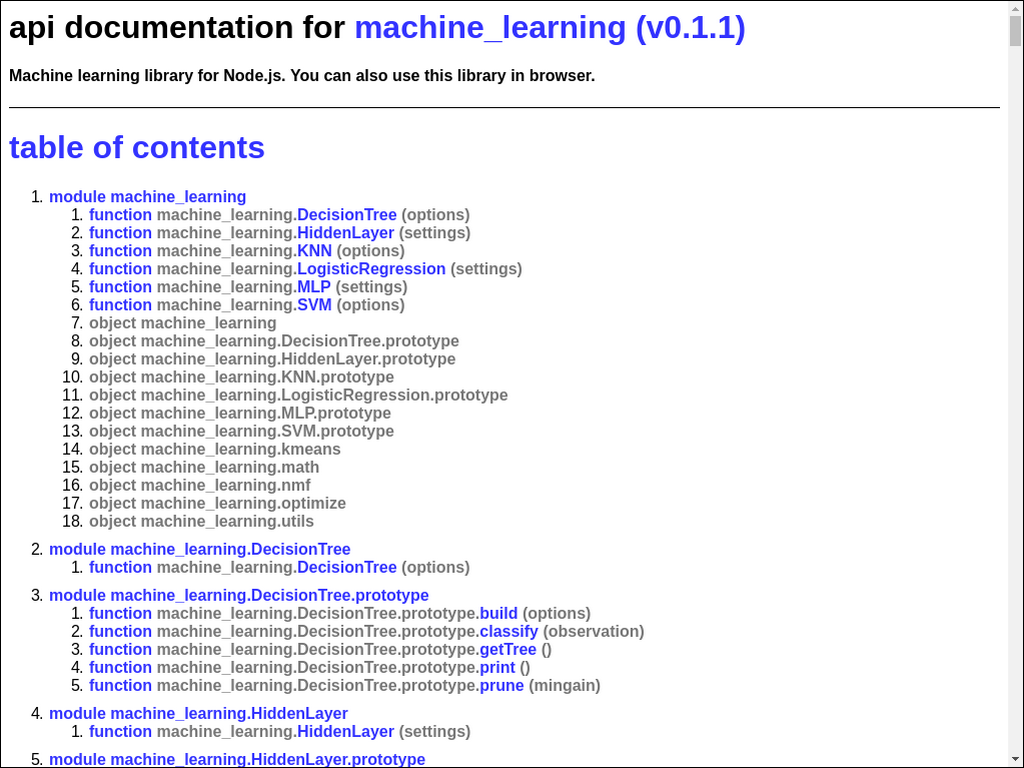 api documentation for machine_learning (v0.1.1)
Machine learning library for Node.js. You can also use this library in browser.
table of contents
1. module machine_learning
1. function machine_learning.DecisionTree (options)
2. function machine_learning.HiddenLayer (settings)
3. function machine_learning.KNN (options)
4. function machine_learning.LogisticRegression (settings)
5. function machine_learning.MLP (settings)
6. function machine_learning.SVM (options)
7. object machine_learning
8. object machine_learning.DecisionTree.prototype
9. object machine_learning.HiddenLayer.prototype
10. object machine_learning.KNN.prototype
11. object machine_learning.LogisticRegression.prototype
12. object machine_learning.MLP.prototype
13. object machine_learning.SVM.prototype
14. object machine_learning.kmeans
15. object machine_learning.math
16. object machine_learning.nmf
17. object machine_learning.optimize
18. object machine_learning.utils
2. module machine_learning.DecisionTree
1. function machine_learning.DecisionTree (options)
3. module machine_learning.DecisionTree.prototype
1. function machine_learning.DecisionTree.prototype.build (options)
2. function machine_learning.DecisionTree.prototype.classify (observation)
3. function machine_learning.DecisionTree.prototype.getTree ()
4. function machine_learning.DecisionTree.prototype.print ()
5. function machine_learning.DecisionTree.prototype.prune (mingain)
4. module machine_learning.HiddenLayer
1. function machine_learning.HiddenLayer (settings)
5. module machine_learning.HiddenLayer.prototype